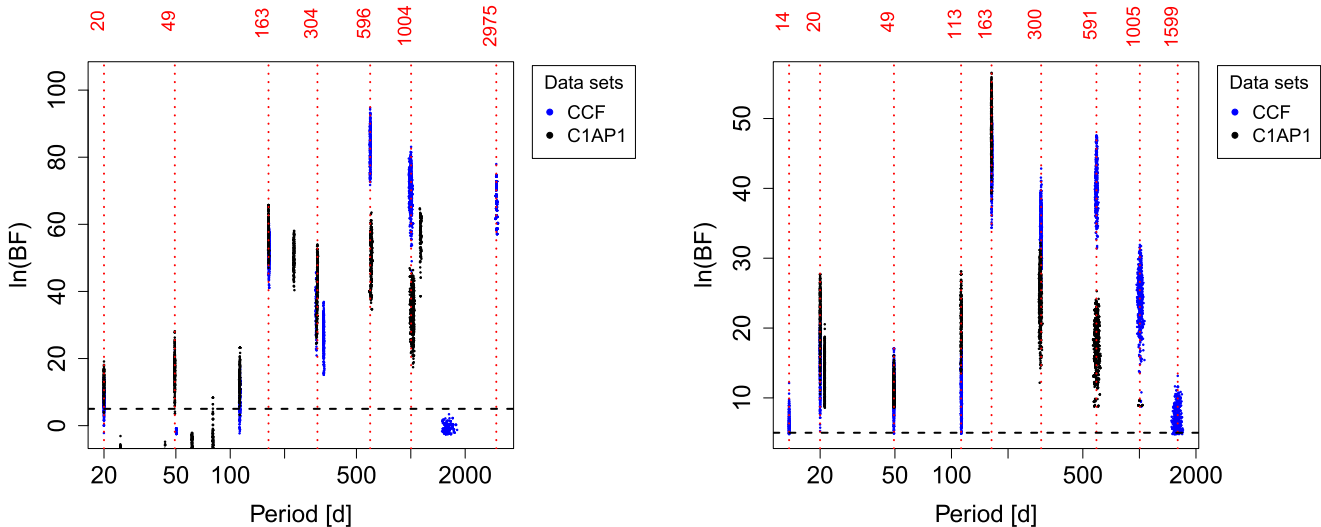 20 49 163 304 596 1004 2975
ln(BF)
100
80
60
40
20
0
20 50 100 500 2000
Period [d]
Data sets
CCF
C1AP1
14 20 49 113 163 300 591 1005 1599
ln(BF)
50
40
30
20
10
20 50 100 500 2000
Period [d]
Data sets
CCF
C1AP1